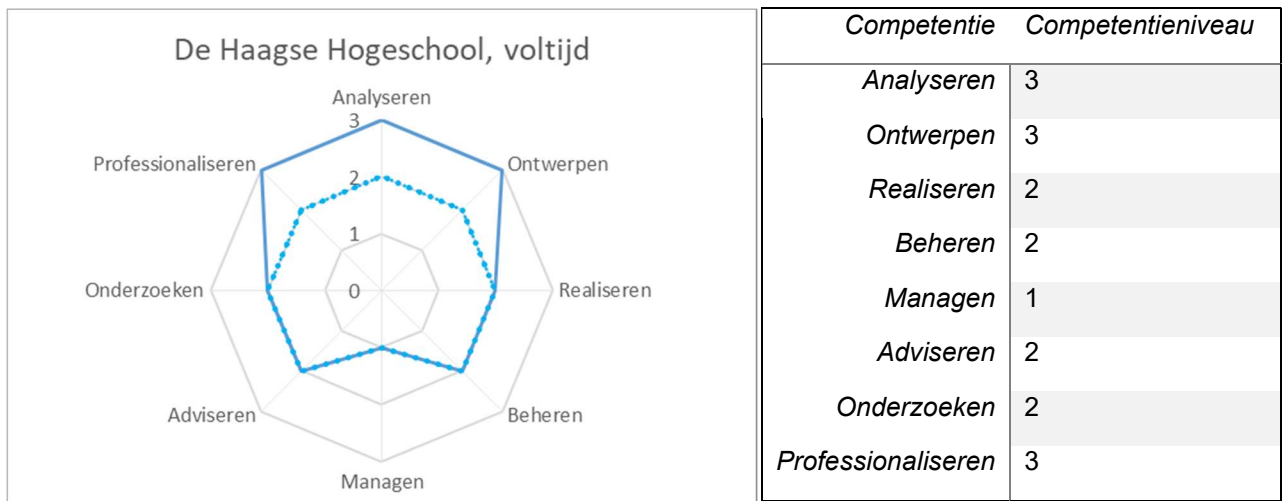 De Haagse Hogeschool, voltijd
Analyseren
3
Professionaliseren
Ontwerpen
2
1
Onderzoeken
0
Realiseren
Adviseren
Beheren
Managen
Competentie Competentieniveau
Analyseren 3
Ontwerpen 3
Realiseren 2
Beheren 2
Managen 1
Adviseren 2
Onderzoeken 2
Professionaliseren 3